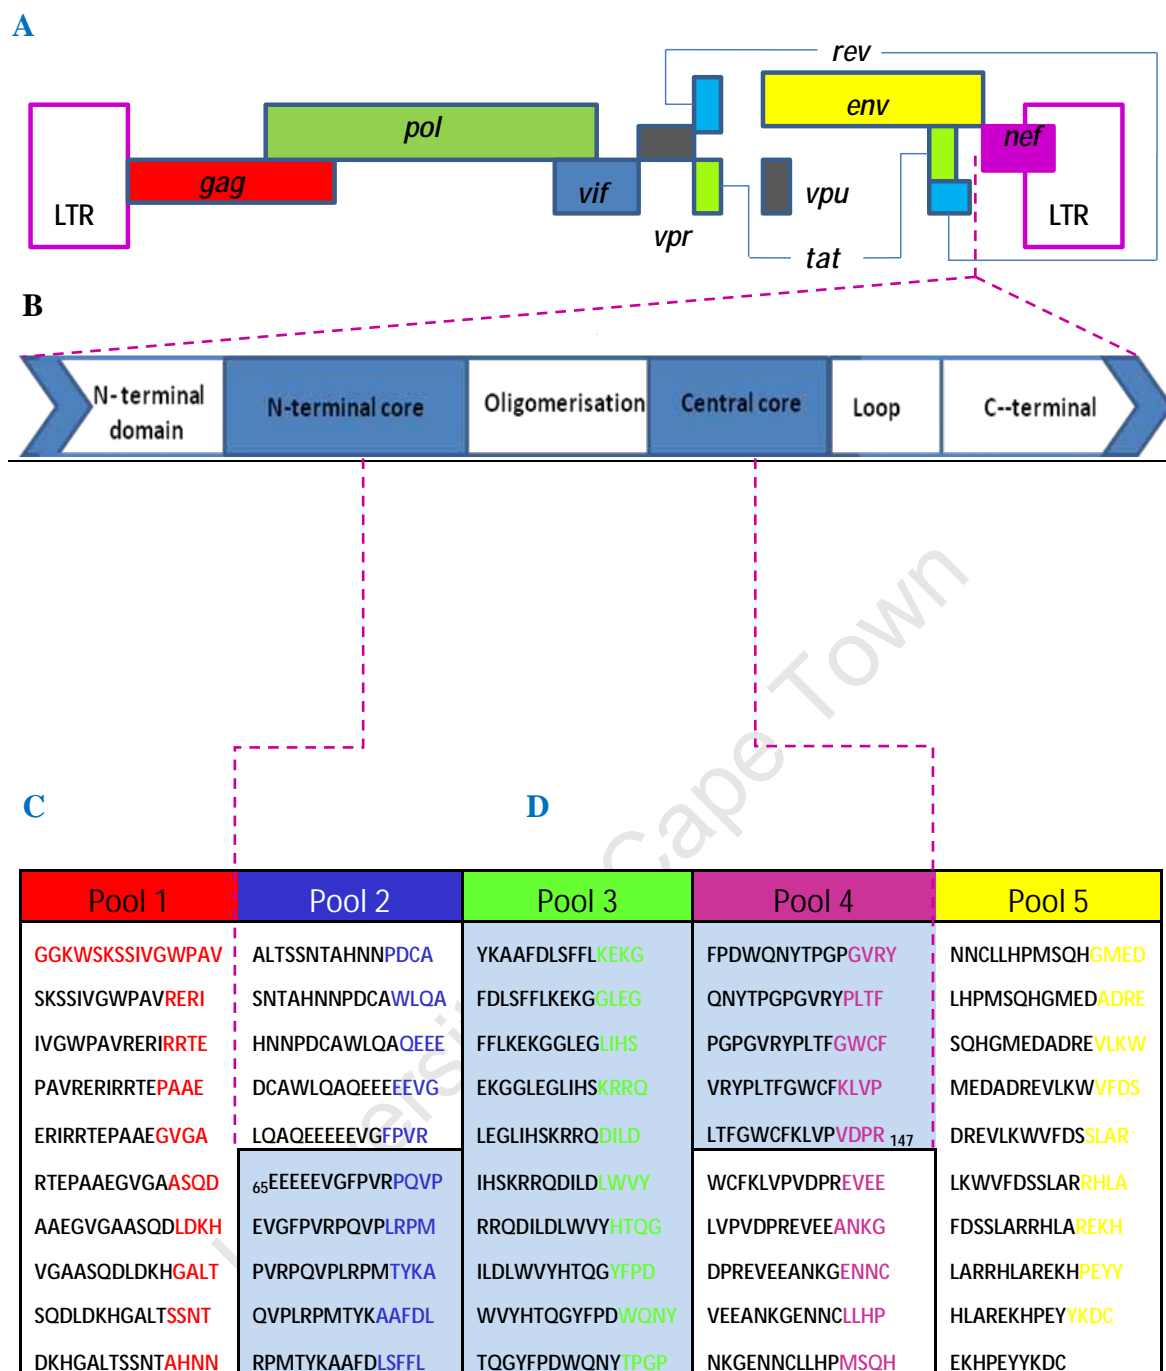 A
rev
env
pol
nef
gag
vif
vpu
LTR
LTR
vpr
tat
B
N-terminal domain
N-terminal core
Oligomerisation
Central core
Loop
C--terminal
Cape Town
C
D
Pool 1
Pool 2
Pool 3
Pool 4
Pool 5
GGKWSKSSIVGWPAV ALTSSNTAHNNPDCA YKAAFDLSFFLKEKG FPDWQNYTPGPGVRY NNCLLHPMSQHGMED
SKSSIVGWPAVRERI SNTAHNNPDCAWLQA FDLSFFLKEKGGLEG QNYTPGPGVRYPLTF LHPMSQHGMEDADRE
IVGWPAVRERIRRTE HNNPDCAWLQAQEEE FFLKEKGGLEGLIHS PGPGVRYPLTFGWCF SQHGMEDADREVLKW
PAVRERIRRTEPAAE DCAWLQAQEEEEEVG EKGGLEGLIHSKRRQ VRYPLTFGWCFKLVP MEDADREVLKWVFDS
ERIRRTEPAAEGVGA LQAQEEEEEVGFPVR LEGLIHSKRRQDILD LTFGWCFKLVPVDPR 147 DREVLKWVFDSSLAR
RTEPAAEGVGAASQD 65EEEEEVGFPVRPQVP IHSKRRQDILDLWVY WCFKLVPVDPREVEE LKWVFDSSLARRHLA
AAEGVGAASQDLDKH EVGFPVRPQVPLRPM RRQDILDLWVYHTQG LVPVDPREVEEANKG FDSSLARRHLAREKH
VGAASQDLDKHGALT PVRPQVPLRPMTYKA ILDLWVYHTQGYFPD DPREVEEANKGENNC LARRHLAREKHPEYY
SQDLDKHGALTSSNT QVPLRPMTYKAAFDL WVYHTQGYFPDWQNY VEEANKGENNCLLHP HLAREKHPEYYKDC
DKHGALTSSNTAHNN RPMTYKAAFDLSFFL TQGYFPDWQNYTPGP NKGENNCLLHPMSQH EKHPEYYKDC